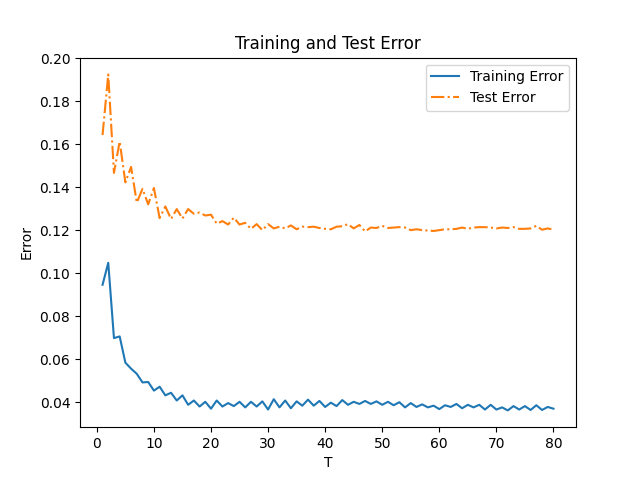 Training and Test Error
Training Error
Test Error
Error
0.20
0.18
0.16
0.14
0.12
0.10
0.08
0.06
0.04
0 10 20 30 40 50 60 70 80
T